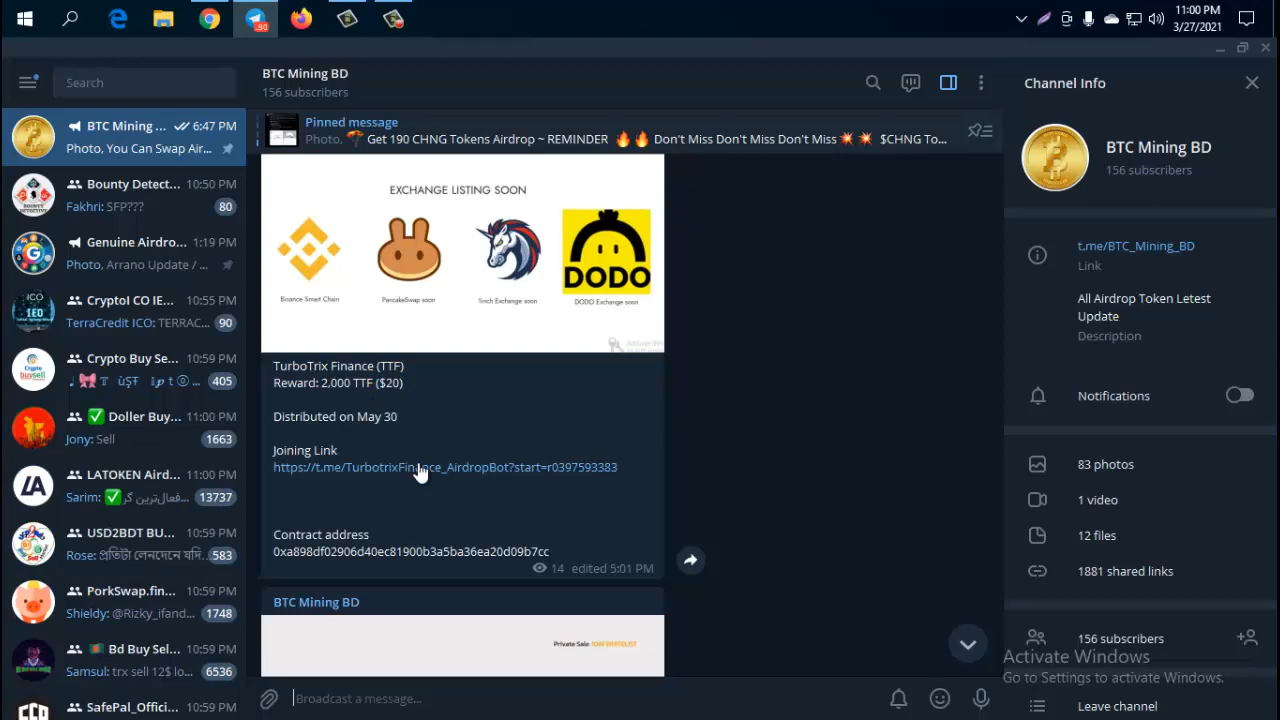 11:00 PM
3/27/2021
90
Search
BTC Mining ...
6:47 PM
Photo, You Can Swap Air...
Bounty Detect...
10:50 PM
Fakhri: SFP???
80
Genuine Airdro...
1:19 PM
Photo, Arrano Update / ...
CryptoI CO IE...
10:55 PM
TerraCredit ICO: TERRAC...
90
Crypto Buy Se...
10:59 PM
405
Doller Buy...
11:00 PM
Jony: Sell
1663
LATOKEN Aird...
11:00 PM
Sarim:
13737
USD2BDT BU...
10:59 PM
Rose: প্রতিটা লেনদেনে যদি ...
583
PorkSwap.fin...
10:59 PM
Shieldy: @Rizky_ifand...
1748
Bd Buy Sel...
10:59 PM
Samsul: trx sell 12$ lo...
6536
SafePal_Offici...
10:59 PM
BTC Mining BD
156 subscribers
Pinned message
Photo, Get 190 CHNG Tokens Airdrop ~ REMINDER Don't Miss Don't Miss Don't Miss $CHNG To...
EXCHANGE LISTING SOON
DODO
Binance Smart Chain
PancakeSwap soon
1inch Exchange soon
DODO Exchange soon
TurboTrix Finance (TTF)
Reward: 2,000 TTF ($20)
Distributed on May 30
Joining Link
https://t.me/TurbotrixFinance_AirdropBot?start=r0397593383
Contract address
0xa898df02906d40ec81900b3a5ba36ea20d09b7cc
14 edited 5:01 PM
BTC Mining BD
Private Sale JOIN WHITELIST
Broadcast a message...
Channel Info
BTC Mining BD
156 subscribers
t.me/BTC_Mining_BD
Link
All Airdrop Token Letest
Update
Description
Notifications
83 photos
1 video
12 files
1881 shared links
156 subscribers
Activate Windows
Go to Settings to activate Windows.
Leave channel